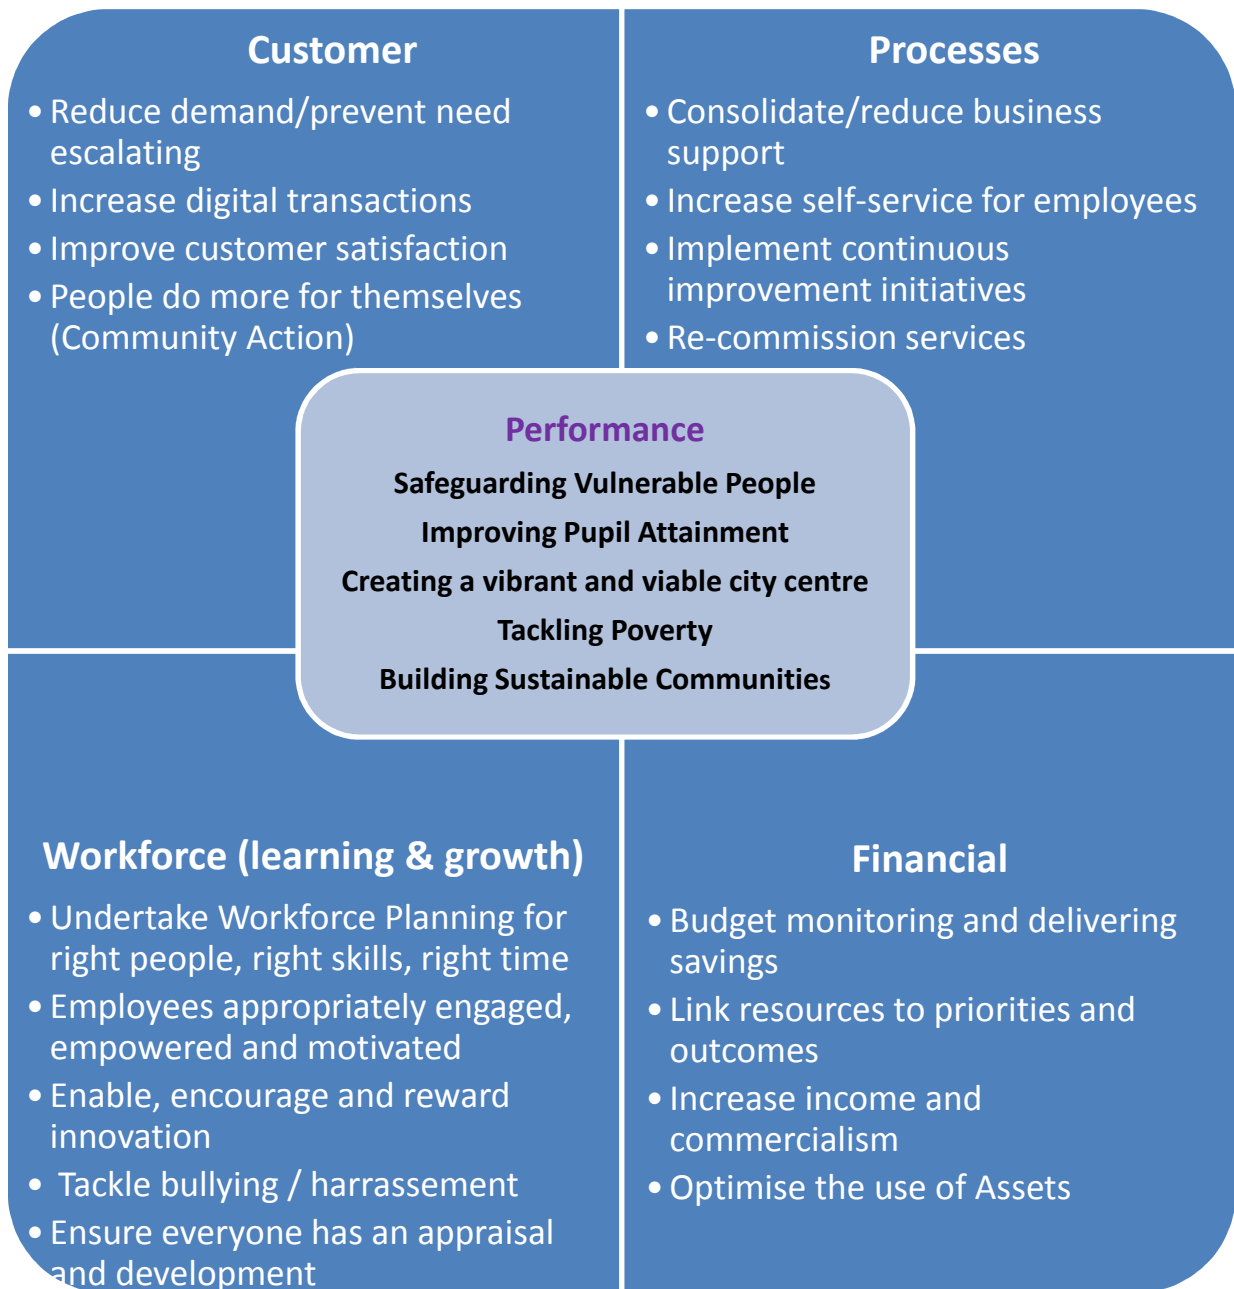 Customer
• Reduce demand/prevent need
escalating
• Increase digital transactions
• Improve customer satisfaction
• People do more for themselves
(Community Action)
Processes
• Consolidate/reduce business
support
• Increase self-service for employees
• Implement continuous
improvement initiatives
• Re-commission services
Performance
Safeguarding Vulnerable People
Improving Pupil Attainment
Creating a vibrant and viable city centre
Tackling Poverty
Building Sustainable Communities
Workforce (learning & growth)
• Undertake Workforce Planning for
right people, right skills, right time
• Employees appropriately engaged,
empowered and motivated
• Enable, encourage and reward
innovation
• Tackle bullying / harrassement
• Ensure everyone has an appraisal
and development
Financial
• Budget monitoring and delivering
savings
• Link resources to priorities and
outcomes
• Increase income and
commercialism
• Optimise the use of Assets